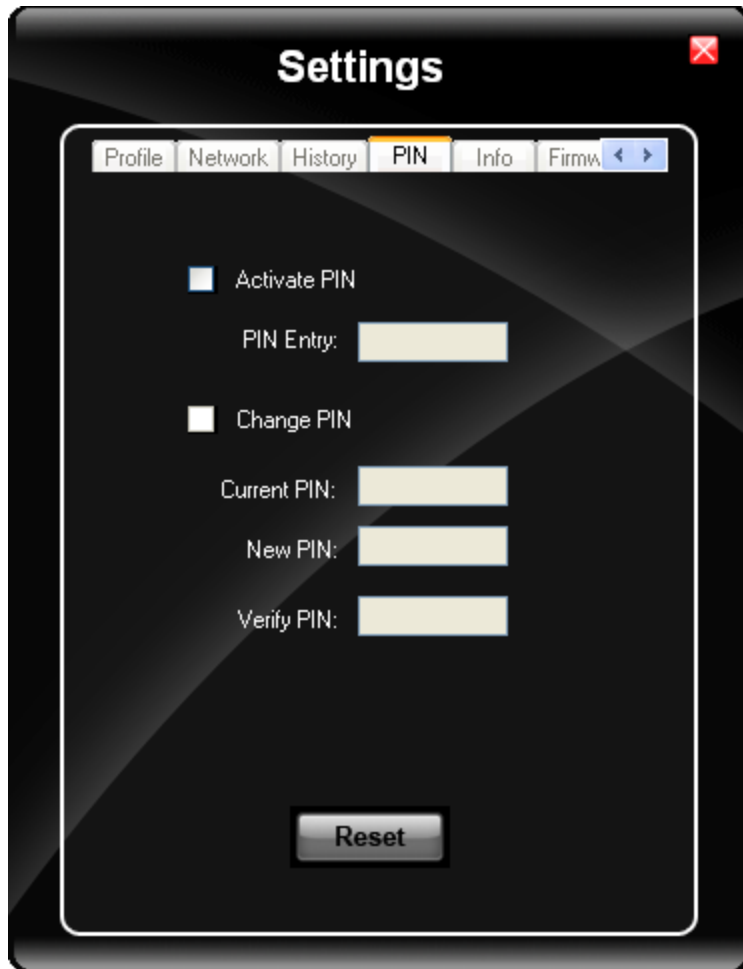 Settings
Profile Network History PIN Info Firmw
Activate PIN
PIN Entry:
Change PIN
Current PIN:
New PIN:
Verify PIN:
Reset